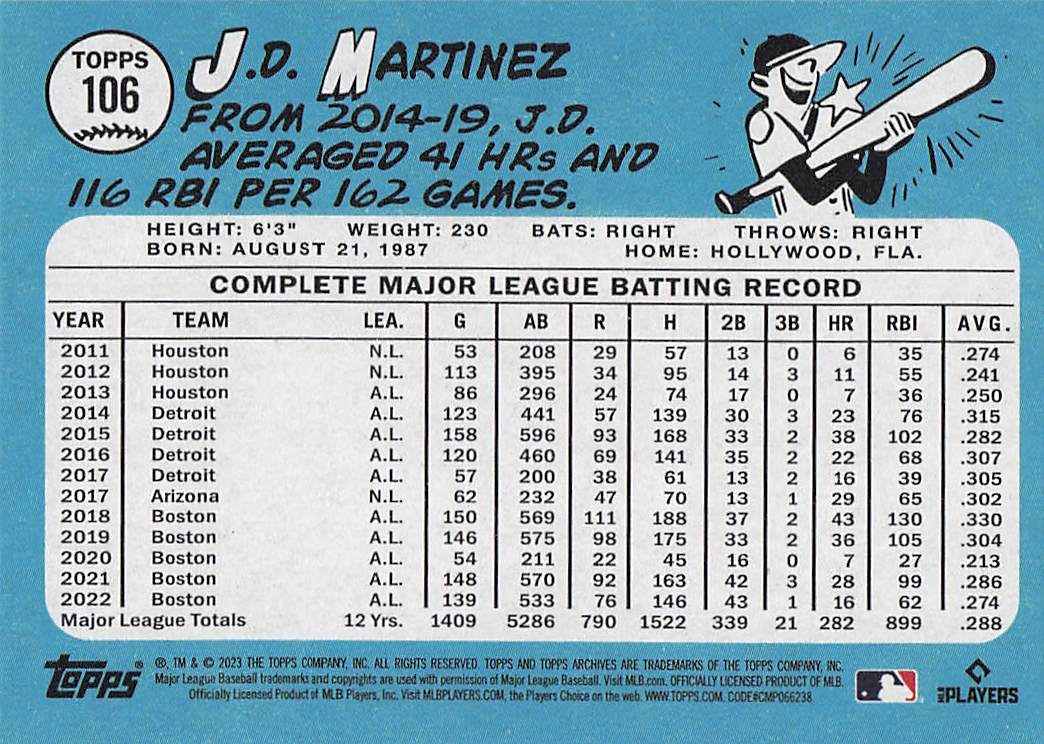 TOPPS
106
J.D. MARTINEZ
FROM 2014-19, J.D.
AVERAGED 41 HRs AND
116 RBI PER 162 GAMES.
HEIGHT: 6'3" WEIGHT: 230 BATS: RIGHT THROWS: RIGHT
BORN: AUGUST 21, 1987 HOME: HOLLYWOOD, FLA.
COMPLETE MAJOR LEAGUE BATTING RECORD
YEAR TEAM LEA. G AB R H 2B 3B HR RBI AVG.
2011 Houston N.L. 53 208 29 57 13 0 6 35 .274
2012 Houston N.L. 113 395 34 95 14 3 11 55 .241
2013 Houston A.L. 86 296 24 74 17 0 7 36 .250
2014 Detroit A.L. 123 441 57 139 30 3 23 76 .315
2015 Detroit A.L. 158 596 93 168 33 2 38 102 .282
2016 Detroit A.L. 120 460 69 141 35 2 22 68 .307
2017 Detroit A.L. 57 200 38 61 13 2 16 39 .305
2017 Arizona N.L. 62 232 47 70 13 1 29 65 .302
2018 Boston A.L. 150 569 111 188 37 2 43 130 .330
2019 Boston A.L. 146 575 98 175 33 2 36 105 .304
2020 Boston A.L. 54 211 22 45 16 0 7 27 .213
2021 Boston A.L. 148 570 92 163 42 3 28 99 .286
2022 Boston A.L. 139 533 76 146 43 1 16 62 .274
Major League Totals 12 Yrs. 1409 5286 790 1522 339 21 282 899 .288
Topps® ®, TM & © 2023 THE TOPPS COMPANY, INC. ALL RIGHTS RESERVED. TOPPS AND TOPPS ARCHIVES ARE TRADEMARKS OF THE TOPPS COMPANY, INC.
Major League Baseball trademarks and copyrights are used with permission of Major League Baseball. Visit MLB.com. OFFICIALLY LICENSED PRODUCT OF MLB.
Officially Licensed Product of MLB Players, Inc. Visit MLBPLAYERS.COM, the Players Choice on the web. WWW.TOPPS.COM. CODE#CMP066238
MLB PLAYERS